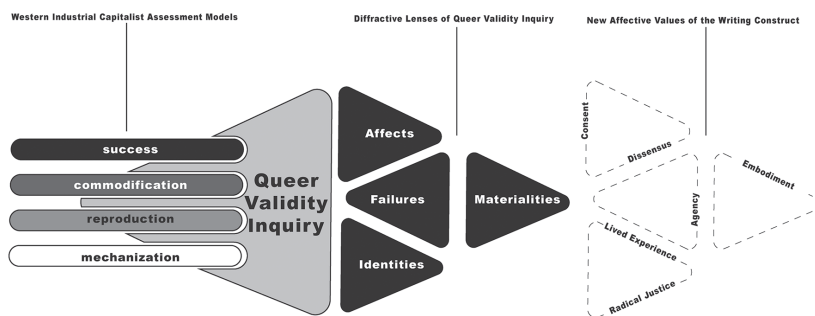 Western Industrial Capitalist Assessment Models
Diffractive Lenses of Queer Validity Inquiry
New Affective Values of the Writing Construct
success
commodification
reproduction
mechanization
Queer
Validity
Inquiry
Affects
Failures
Identities
Materialities
Consent
Dissensus
Agency
Embodiment
Lived Experience
Radical Justice